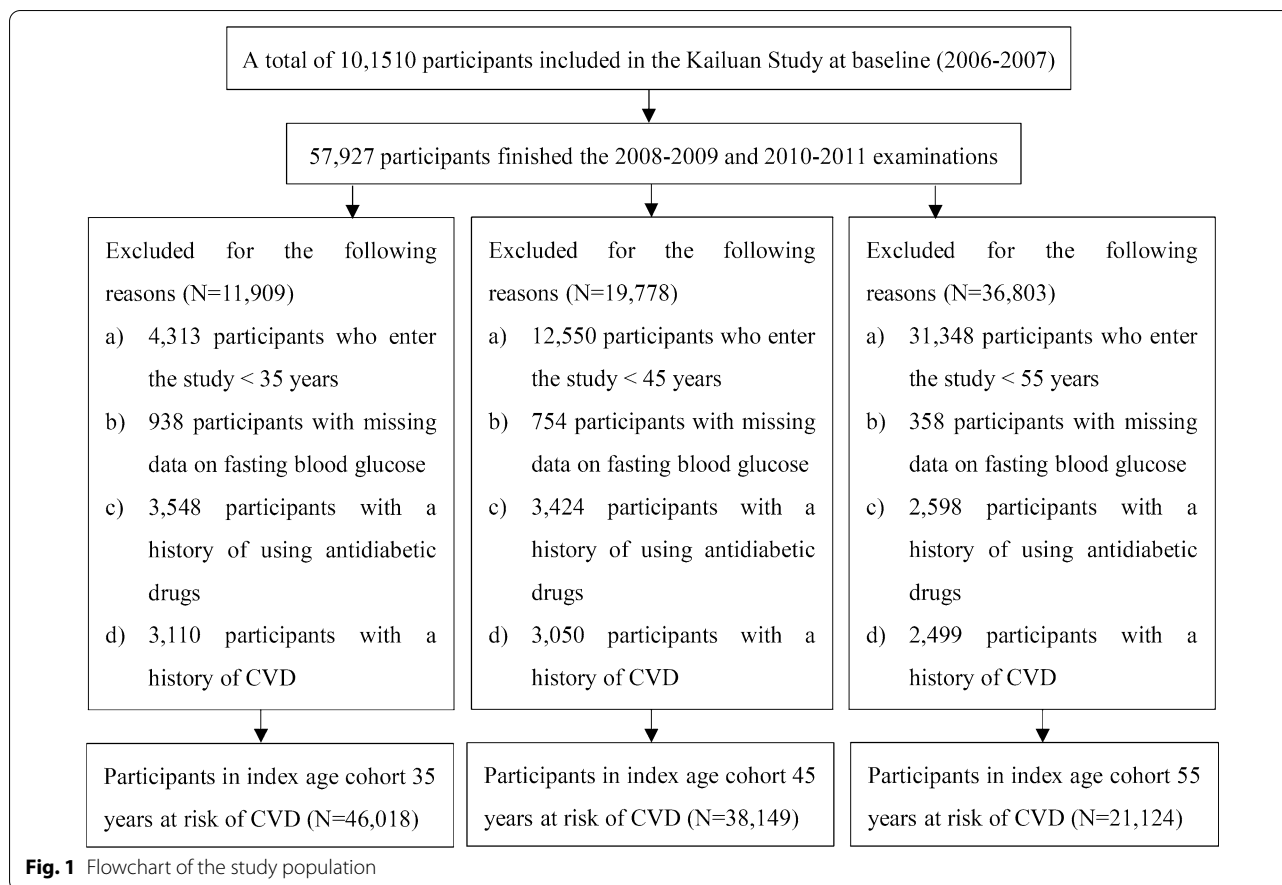 A total of 10,1510 participants included in the Kailuan Study at baseline (2006-2007)
57,927 participants finished the 2008-2009 and 2010-2011 examinations
Excluded for the following
reasons (N=11,909)
a) 4,313 participants who enter
the study < 35 years
b) 938 participants with missing
data on fasting blood glucose
c) 3,548 participants with a
history of using antidiabetic
drugs
d) 3,110 participants with a
history of CVD
Excluded for the following
reasons (N=19,778)
a) 12,550 participants who enter
the study < 45 years
b) 754 participants with missing
data on fasting blood glucose
c) 3,424 participants with a
history of using antidiabetic
drugs
d) 3,050 participants with a
history of CVD
Excluded for the following
reasons (N=36,803)
a) 31,348 participants who enter
the study < 55 years
b) 358 participants with missing
data on fasting blood glucose
c) 2,598 participants with a
history of using antidiabetic
drugs
d) 2,499 participants with a
history of CVD
Participants in index age cohort 35
years at risk of CVD (N=46,018)
Participants in index age cohort 45
years at risk of CVD (N=38,149)
Participants in index age cohort 55
years at risk of CVD (N=21,124)
Fig. 1 Flowchart of the study population